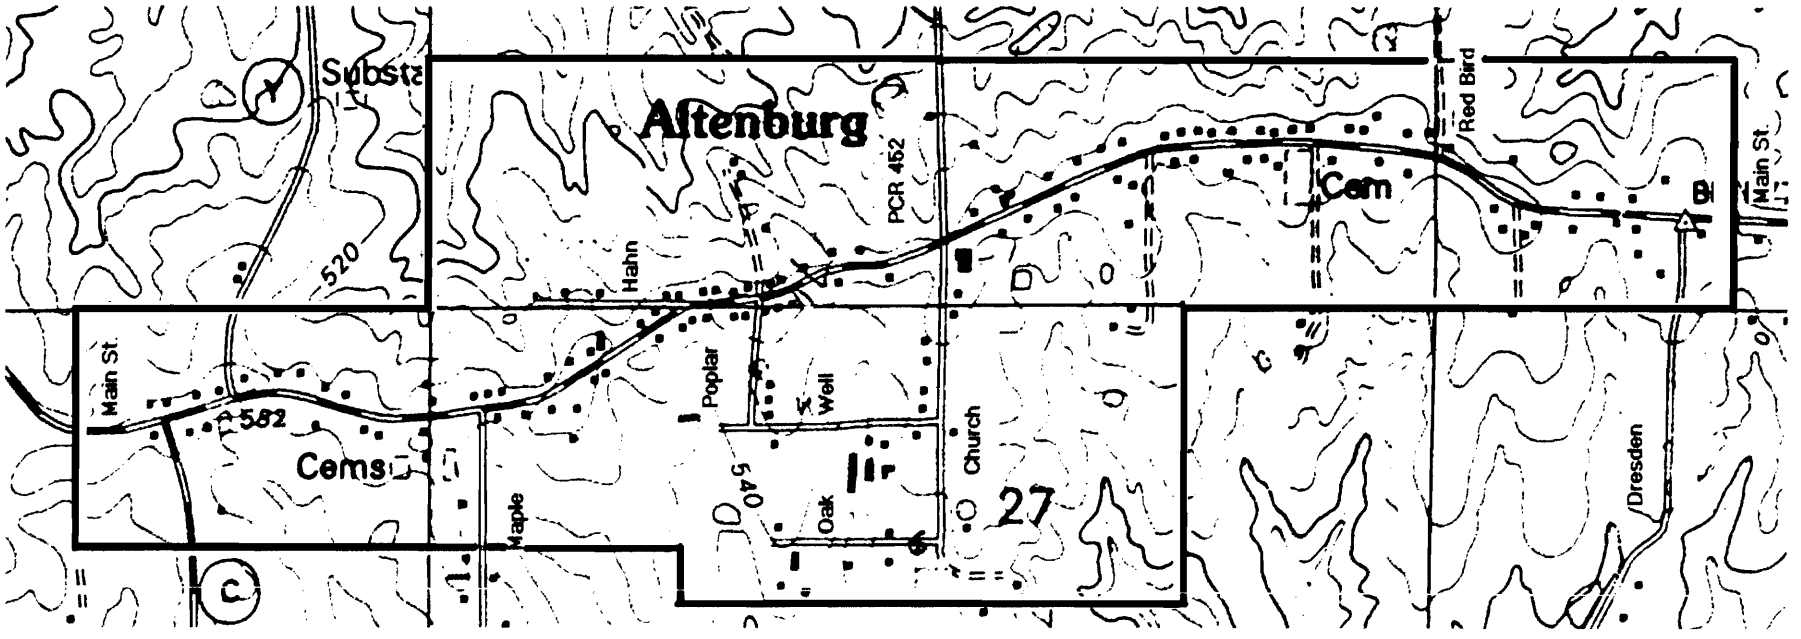 Y
Substa
Altenburg
PCR 452
Red Bird
Main St.
Cem
520
Hahn
Main St.
582
Poplar
Well
Church
Cems
540
Oak
27
Maple
Dresden
C